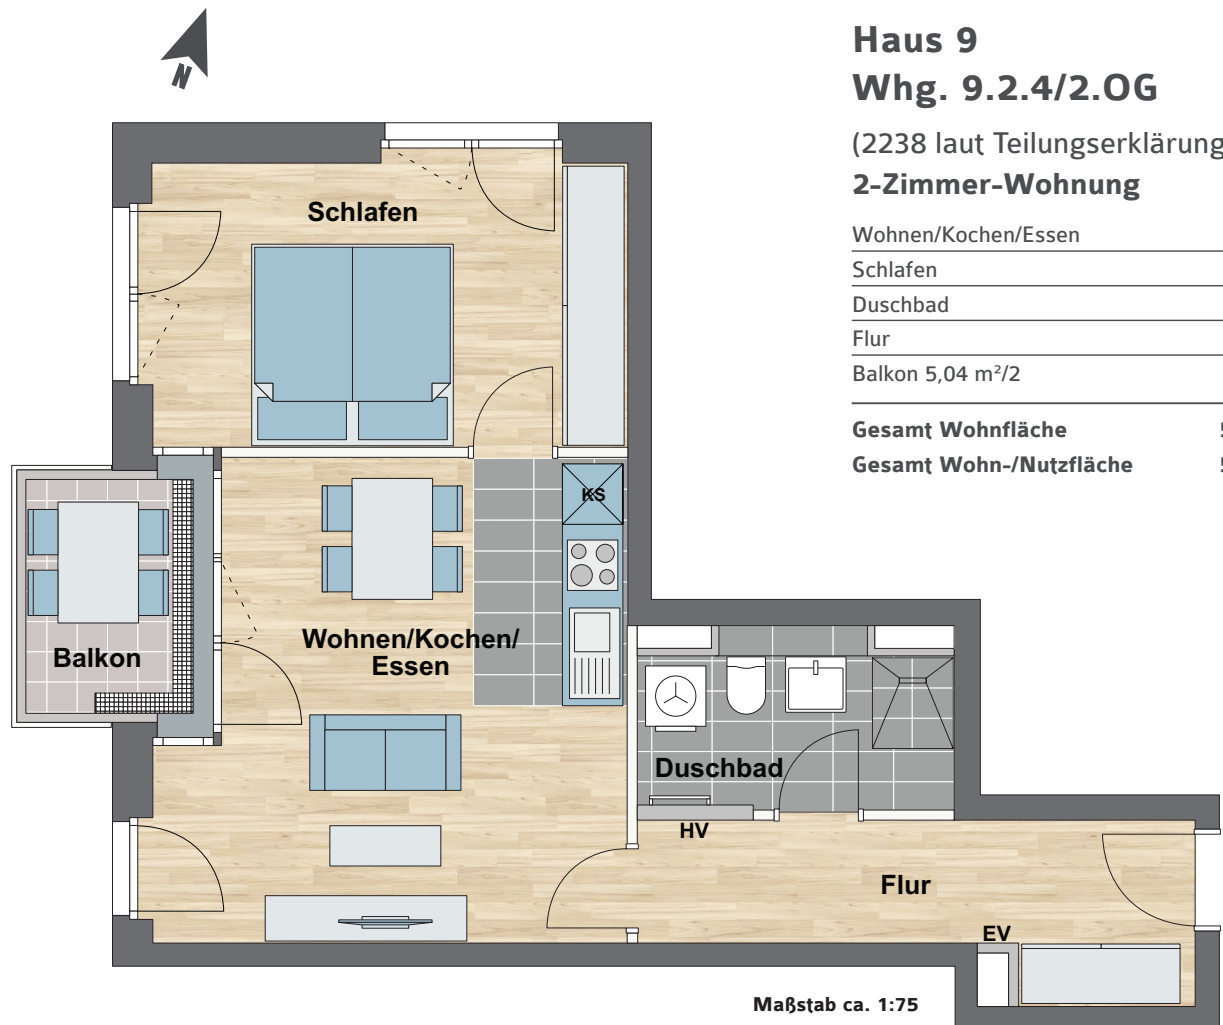 N
Haus 9
Whg. 9.2.4/2.OG
(2238 laut Teilungserklärung
2-Zimmer-Wohnung
Wohnen/Kochen/Essen
Schlafen
Duschbad
Flur
Balkon 5,04 m²/2
Gesamt Wohnfläche
Gesamt Wohn-/Nutzfläche
Schlafen
KS
Wohnen/Kochen/
Essen
Balkon
Duschbad
HV
Flur
EV
Maßstab ca. 1:75